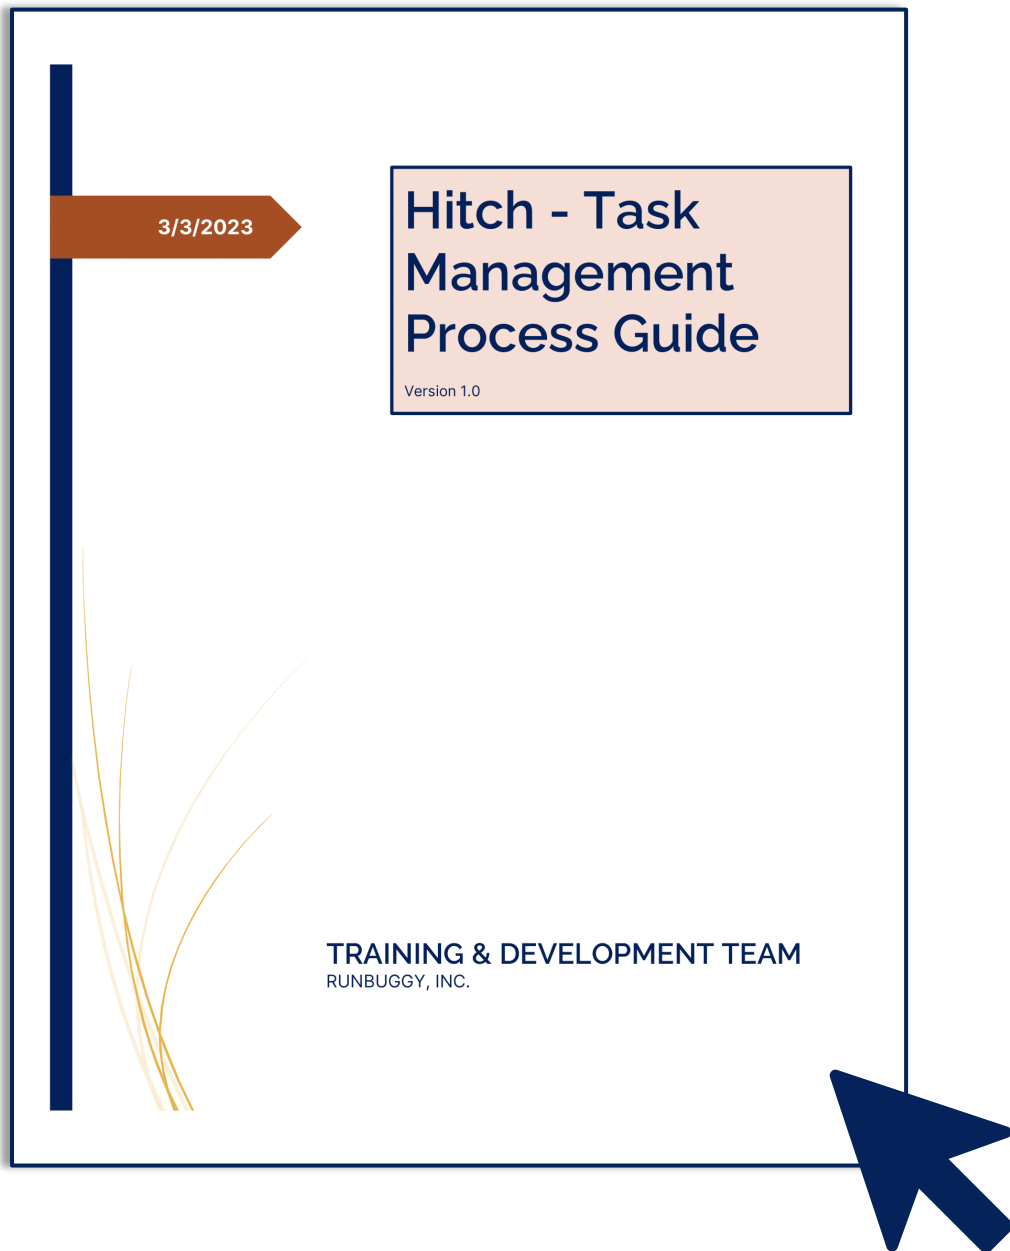 3/3/2023
Hitch - Task
Management
Process Guide
Version 1.0
TRAINING & DEVELOPMENT TEAM
RUNBUGGY, INC.